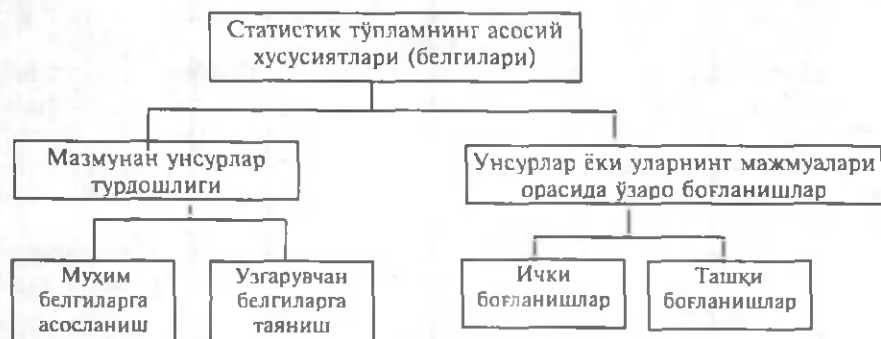 Статистик тўпламнинг асосий
хусусиятлари (белгилари)
Мазмунан унсурлар
турдошлиги
Унсурлар ёки уларнинг мажмуалари
орасида ўзаро боғланишлар
Муҳим
белгиларга
асосланиш
Узгарувчан
белгиларга
таяниш
Ички
боғланишлар
Ташқи
боғланишлар